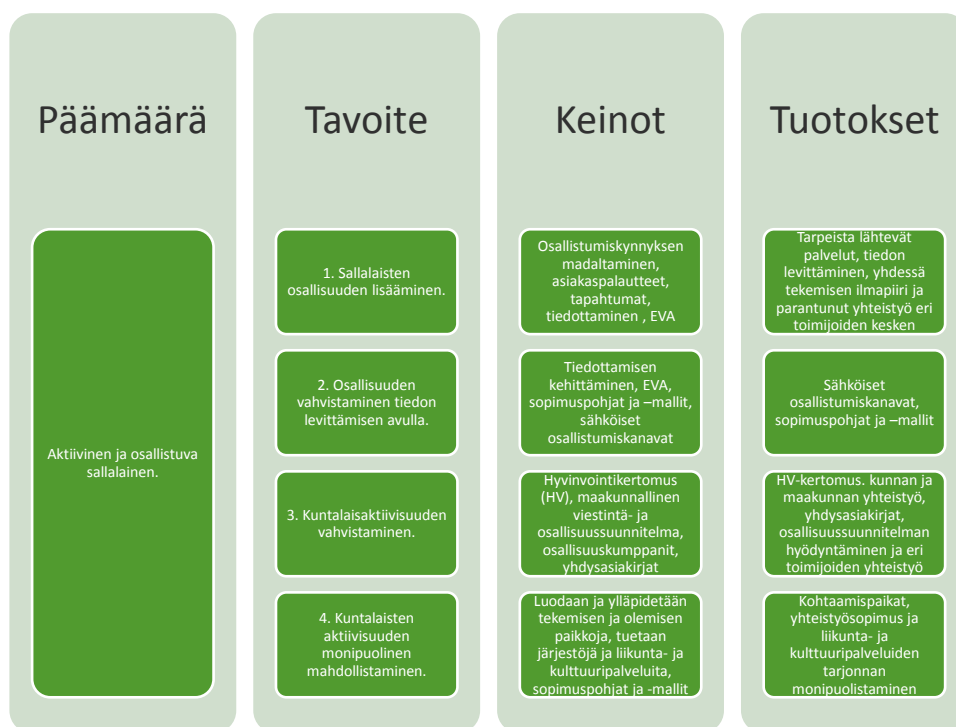 Päämäärä
Aktiivinen ja osallistuva
sallalainen.
Tavoite
1. Sallalaisten
osallisuuden lisääminen.
2. Osallisuuden
vahvistaminen tiedon
levittämisen avulla.
3. Kuntalaisaktiivisuuden
vahvistaminen.
4. Kuntalaisten
aktiivisuuden
monipuolinen
mahdollistaminen.
Keinot
Osallistumiskynnyksen
madaltaminen,
asiakaspalautteet,
tapahtumat,
tiedottaminen , EVA
Tiedottamisen
kehittäminen, EVA,
sopimuspohjat ja –mallit,
sähköiset
osallistumiskanavat
Hyvinvointikertomus
(HV), maakunnallinen
viestintä- ja
osallisuussuunnitelma,
osallisuuskumppanit,
yhdysasiakirjat
Luodaan ja ylläpidetään
tekemisen ja olemisen
paikkoja, tuetaan
järjestöjä ja liikunta- ja
kulttuuripalveluita,
sopimuspohjat ja -mallit
Tuotokset
Tarpeista lähtevät
palvelut, tiedon
levittäminen, yhdessä
tekemisen ilmapiiri ja
parantunut yhteistyö eri
toimijoiden kesken
Sähköiset
osallistumiskanavat,
sopimuspohjat ja –mallit
HV-kertomus. kunnan ja
maakunnan yhteistyö,
yhdysasiakirjat,
osallisuussuunnitelman
hyödyntäminen ja eri
toimijoiden yhteistyö
Kohtaamispaikat,
yhteistyösopimus ja
liikunta- ja
kulttuuripalveluiden
tarjonnan
monipuolistaminen